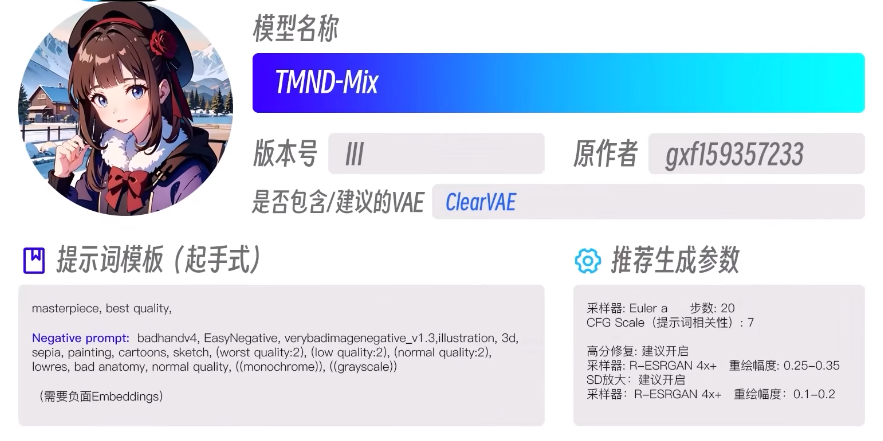 模型名称
TMND-Mix
版本号 III 原作者 gxf159357233
是否包含/建议的VAE ClearVAE
提示词模板（起手式）
masterpiece, best quality,
Negative prompt: badhandv4, EasyNegative, verybadimagenegative_v1.3,illustration, 3d,
sepia, painting, cartoons, sketch, (worst quality:2), (low quality:2), (normal quality:2),
lowres, bad anatomy, normal quality, ((monochrome)), ((grayscale))
（需要负面Embeddings）
推荐生成参数
采样器: Euler a 步数: 20
CFG Scale（提示词相关性）: 7
高分修复: 建议开启
采样器: R-ESRGAN 4x+ 重绘幅度: 0.25-0.35
SD放大： 建议开启
采样器： R-ESRGAN 4x+ 重绘幅度： 0.1-0.2